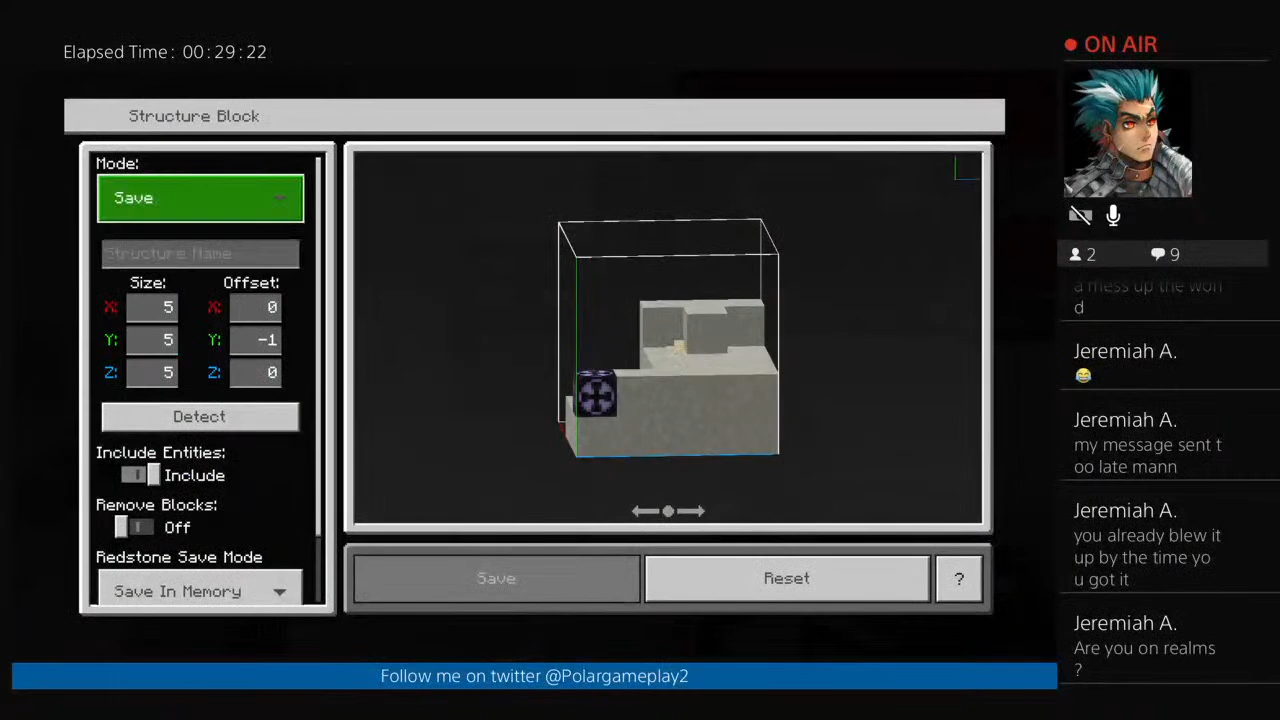 Elapsed Time: 00:29:22
ON AIR
Structure Block
Mode:
Save
Structure Name
Size: Offset:
X: 5 X: 0
Y: 5 Y: -1
Z: 5 Z: 0
Detect
Include Entities:
Include
Remove Blocks:
Off
Redstone Save Mode
Save In Memory
Save Reset ?
2 9
a mess up the worl
d
Jeremiah A.
😂
Jeremiah A.
my message sent t
oo late mann
Jeremiah A.
you already blew it
up by the time yo
u got it
Jeremiah A.
Are you on realms
?
Follow me on twitter @Polargameplay2